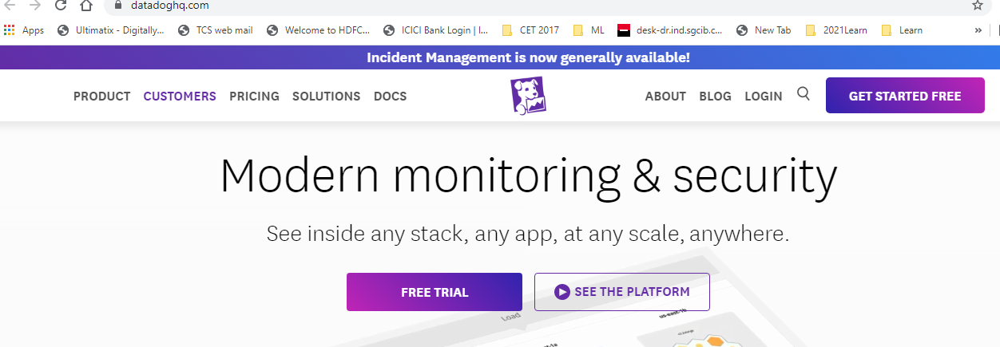 datadoghq.com
Apps Ultimatix - Digitally... TCS web mail Welcome to HDFC... ICICI Bank Login | I... CET 2017 ML desk-dr.ind.sgcib.c... New Tab 2021Learn Learn »
Incident Management is now generally available!
PRODUCT CUSTOMERS PRICING SOLUTIONS DOCS ABOUT BLOG LOGIN GET STARTED FREE
Modern monitoring & security
See inside any stack, any app, at any scale, anywhere.
FREE TRIAL SEE THE PLATFORM
Load us-east-1b